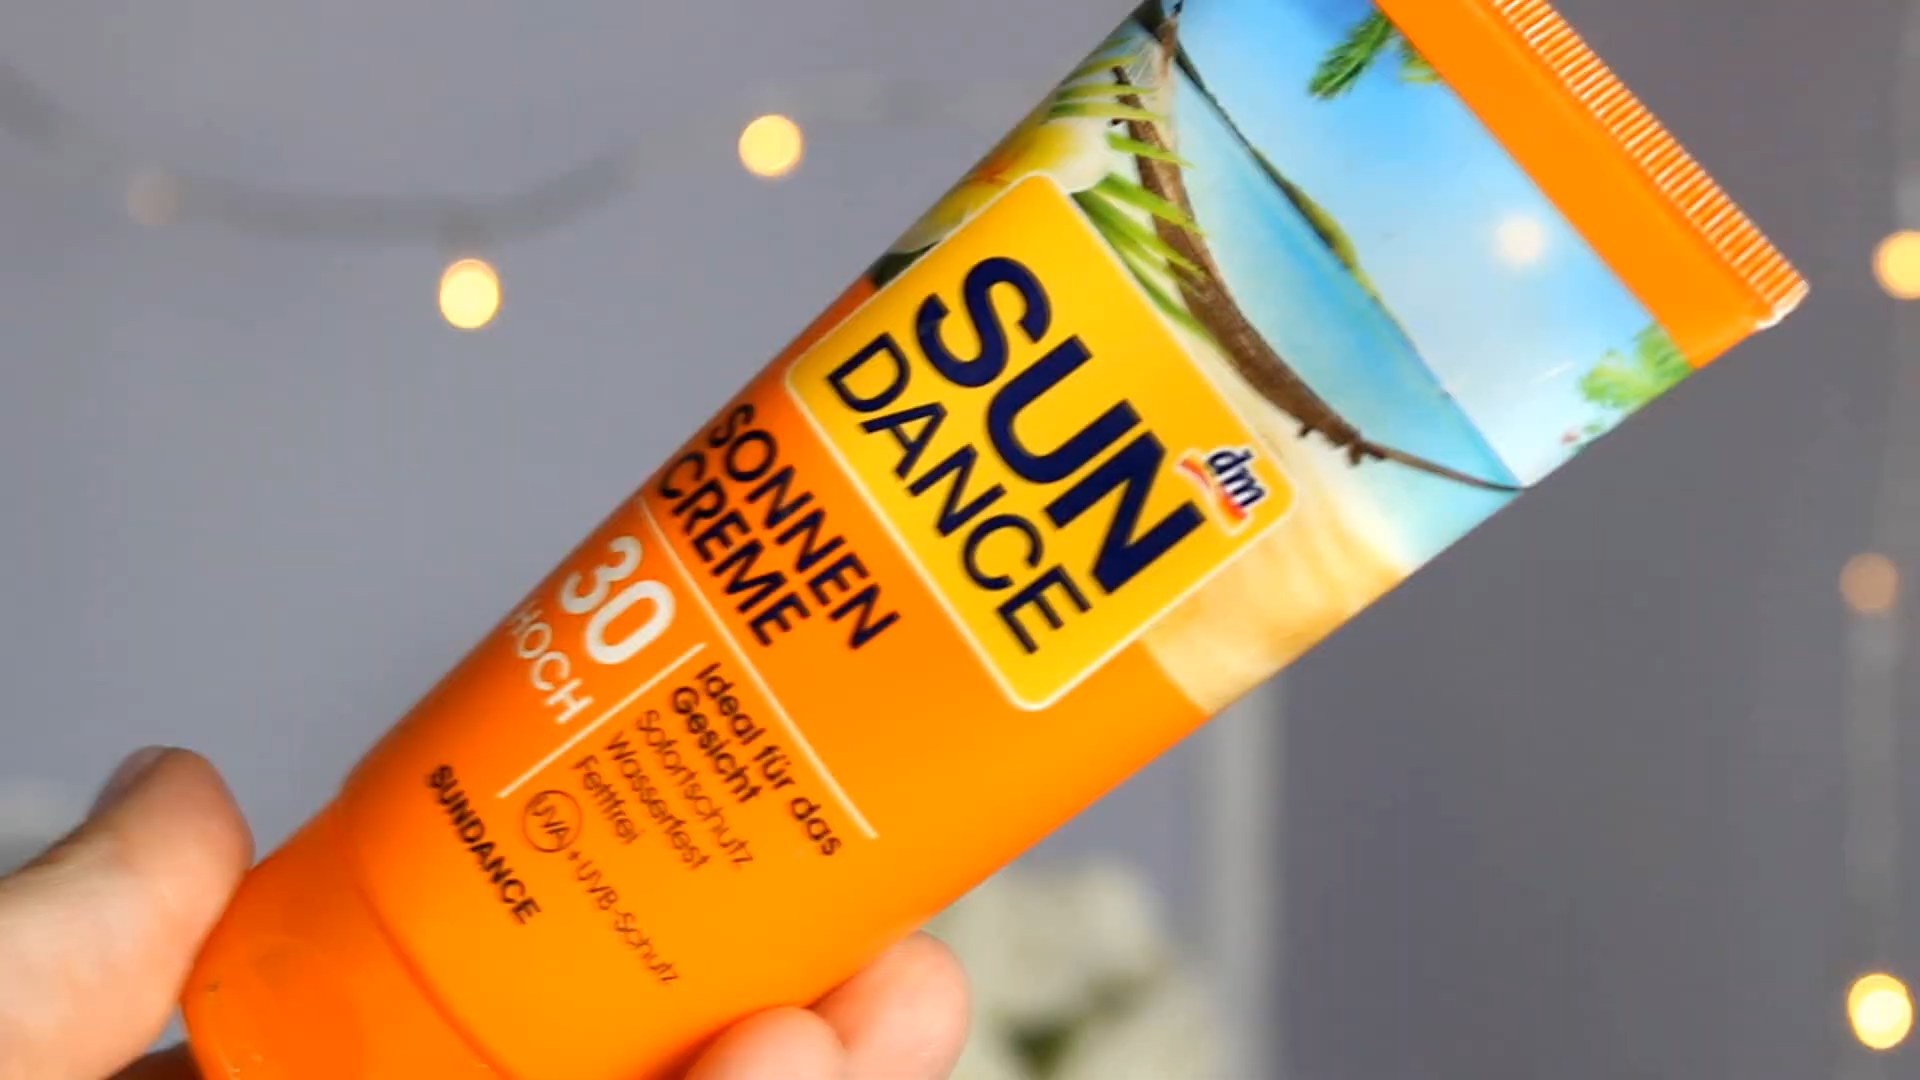 SUN
DANCE
dm
SONNEN
CREME
30
HOCH
Ideal für das
Gesicht
Sofortschutz
Wasserfest
Fettfrei
UVA + UVB-Schutz
SUNDANCE